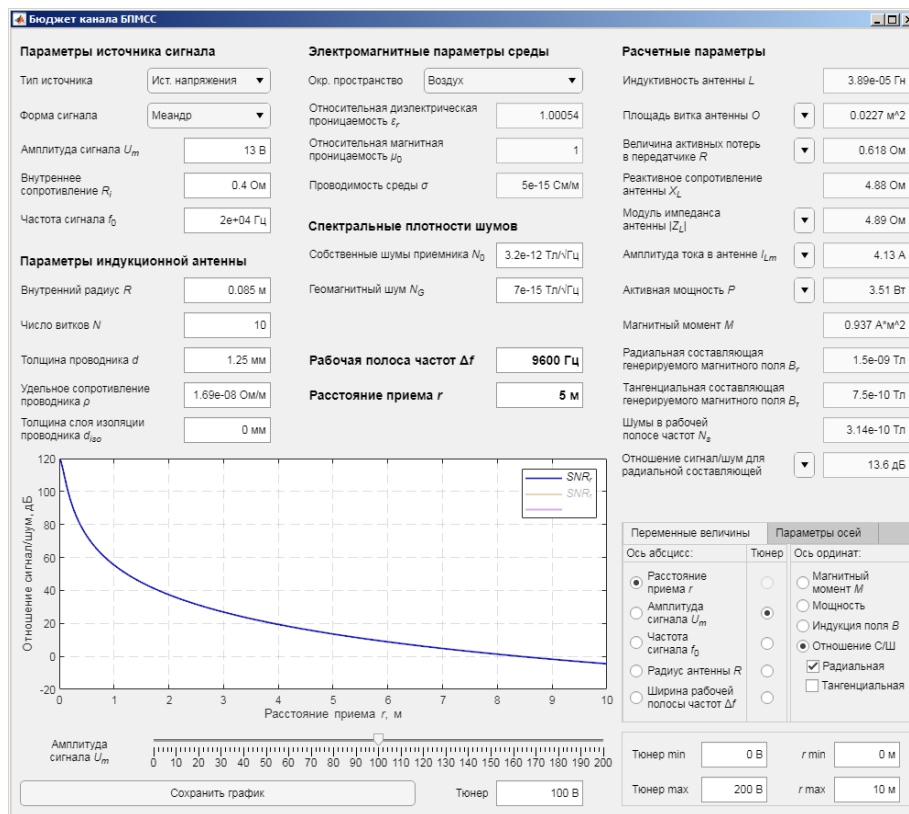 Бюджет канала БПМСС
Параметры источника сигнала
Тип источника
Ист. напряжения
Форма сигнала
Меандр
Амплитуда сигнала Um
13 В
Внутреннее
сопротивление Ri
0.4 Ом
Частота сигнала f0
2e+04 Гц
Параметры индукционной антенны
Внутренний радиус R
0.085 м
Число витков N
10
Толщина проводника d
1.25 мм
Удельное сопротивление
проводника ρ
1.69e-08 Ом/м
Толщина слоя изоляции
проводника diso
0 мм
Электромагнитные параметры среды
Окр. пространство
Воздух
Относительная диэлектрическая
проницаемость εr
1.00054
Относительная магнитная
проницаемость μ0
1
Проводимость среды σ
5e-15 См/м
Спектральные плотности шумов
Собственные шумы приемника N0
3.2e-12 Тл/√Гц
Геомагнитный шум NG
7e-15 Тл/√Гц
Рабочая полоса частот Δf
9600 Гц
Расстояние приема r
5 м
Расчетные параметры
Индуктивность антенны L
3.89e-05 Гн
Площадь витка антенны O
0.0227 м^2
Величина активных потерь
в передатчике R
0.618 Ом
Реактивное сопротивление
антенны XL
4.88 Ом
Модуль импеданса
антенны |ZL|
4.89 Ом
Амплитуда тока в антенне ILm
4.13 А
Активная мощность P
3.51 Вт
Магнитный момент M
0.937 А*м^2
Радиальная составляющая
генерируемого магнитного поля Br
1.5e-09 Тл
Тангенциальная составляющая
генерируемого магнитного поля Bτ
7.5e-10 Тл
Шумы в рабочей
полосе частот Ns
3.14e-10 Тл
Отношение сигнал/шум для
радиальной составляющей
13.6 дБ
Отношение сигнал/шум, дБ
120
100
80
60
40
20
0
-20
0 1 2 3 4 5 6 7 8 9 10
Расстояние приема r, м
SNRr
SNRτ
Переменные величины
Параметры осей
Ось абсцисс:
Тюнер
Ось ординат:
Расстояние
приема r
Амплитуда
сигнала Um
Частота
сигнала f0
Радиус антенны R
Ширина рабочей
полосы частот Δf
Магнитный
момент M
Мощность
Индукция поля B
Отношение С/Ш
Радиальная
Тангенциальная
Амплитуда
сигнала Um
0 10 20 30 40 50 60 70 80 90 100 110 120 130 140 150 160 170 180 190 200
Сохранить график
Тюнер
100 В
Тюнер min
0 В
r min
0 м
Тюнер max
200 В
r max
10 м